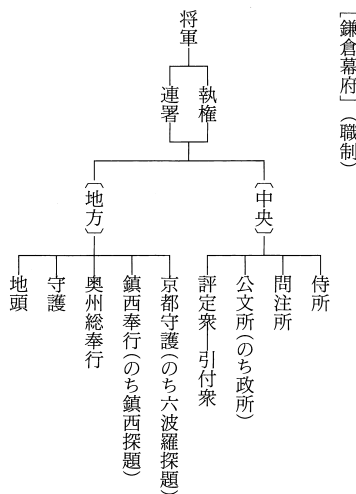 「鎌倉幕府」(職制)
将軍
執権
連署
〔中央〕
侍所
問注所
公文所(のち政所)
評定衆
引付衆
〔地方〕
京都守護(のち六波羅探題)
鎮西奉行(のち鎮西探題)
奥州総奉行
守護
地頭